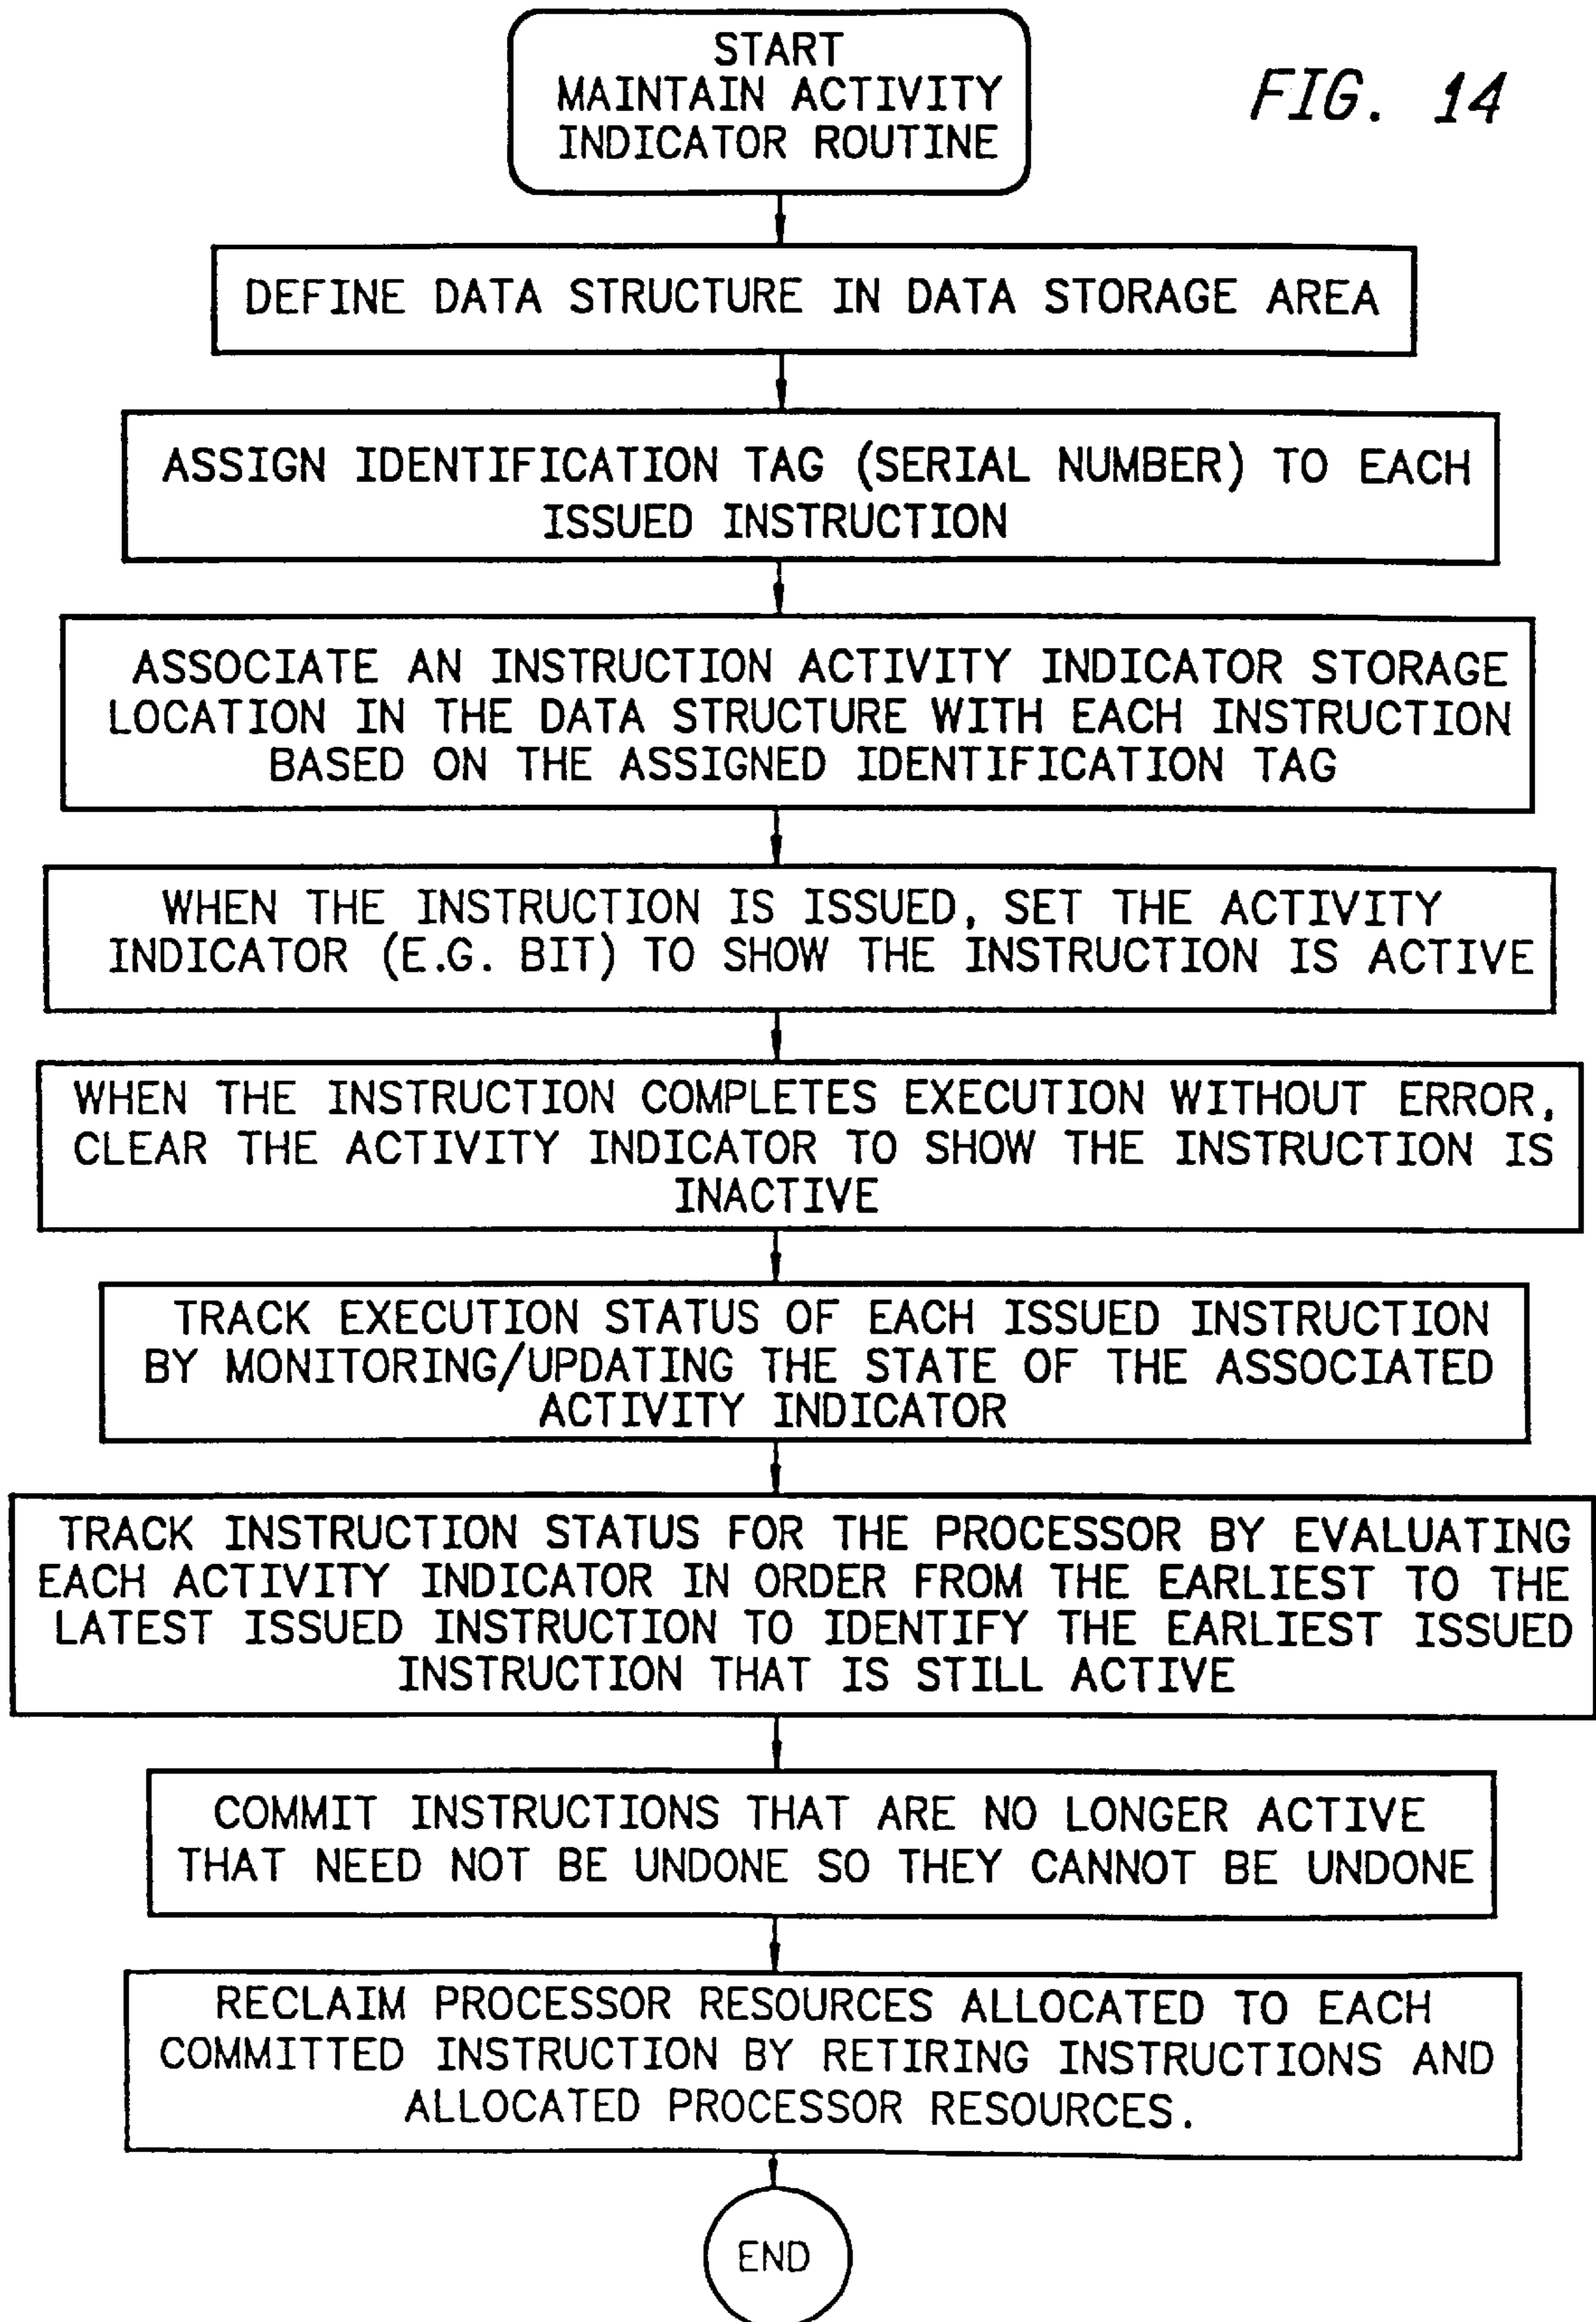 START
MAINTAIN ACTIVITY
INDICATOR ROUTINE
FIG. 14
DEFINE DATA STRUCTURE IN DATA STORAGE AREA
ASSIGN IDENTIFICATION TAG (SERIAL NUMBER) TO EACH
ISSUED INSTRUCTION
ASSOCIATE AN INSTRUCTION ACTIVITY INDICATOR STORAGE
LOCATION IN THE DATA STRUCTURE WITH EACH INSTRUCTION
BASED ON THE ASSIGNED IDENTIFICATION TAG
WHEN THE INSTRUCTION IS ISSUED, SET THE ACTIVITY
INDICATOR (E.G. BIT) TO SHOW THE INSTRUCTION IS ACTIVE
WHEN THE INSTRUCTION COMPLETES EXECUTION WITHOUT ERROR,
CLEAR THE ACTIVITY INDICATOR TO SHOW THE INSTRUCTION IS
INACTIVE
TRACK EXECUTION STATUS OF EACH ISSUED INSTRUCTION
BY MONITORING/UPDATING THE STATE OF THE ASSOCIATED
ACTIVITY INDICATOR
TRACK INSTRUCTION STATUS FOR THE PROCESSOR BY EVALUATING
EACH ACTIVITY INDICATOR IN ORDER FROM THE EARLIEST TO THE
LATEST ISSUED INSTRUCTION TO IDENTIFY THE EARLIEST ISSUED
INSTRUCTION THAT IS STILL ACTIVE
COMMIT INSTRUCTIONS THAT ARE NO LONGER ACTIVE
THAT NEED NOT BE UNDONE SO THEY CANNOT BE UNDONE
RECLAIM PROCESSOR RESOURCES ALLOCATED TO EACH
COMMITTED INSTRUCTION BY RETIRING INSTRUCTIONS AND
ALLOCATED PROCESSOR RESOURCES.
END